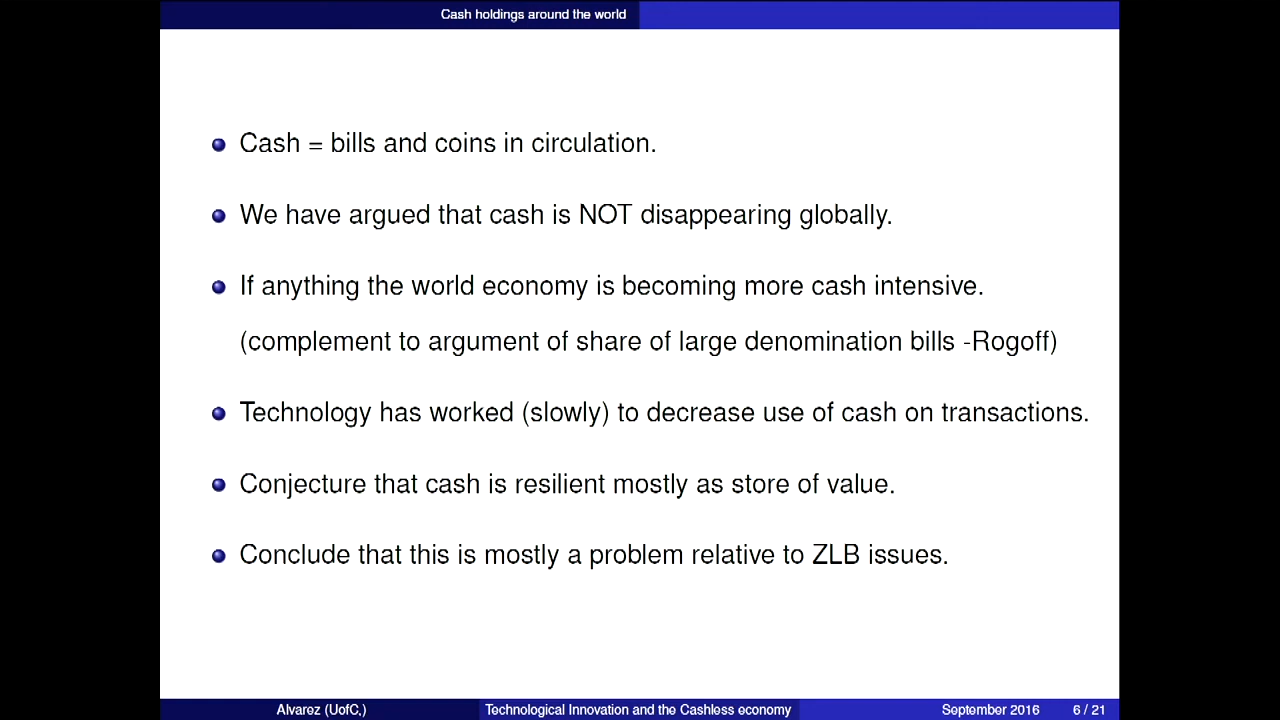 Cash holdings around the world
Cash = bills and coins in circulation.
We have argued that cash is NOT disappearing globally.
If anything the world economy is becoming more cash intensive.
(complement to argument of share of large denomination bills -Rogoff)
Technology has worked (slowly) to decrease use of cash on transactions.
Conjecture that cash is resilient mostly as store of value.
Conclude that this is mostly a problem relative to ZLB issues.
Alvarez (UofC,) Technological Innovation and the Cashless economy September 2016 6 / 21